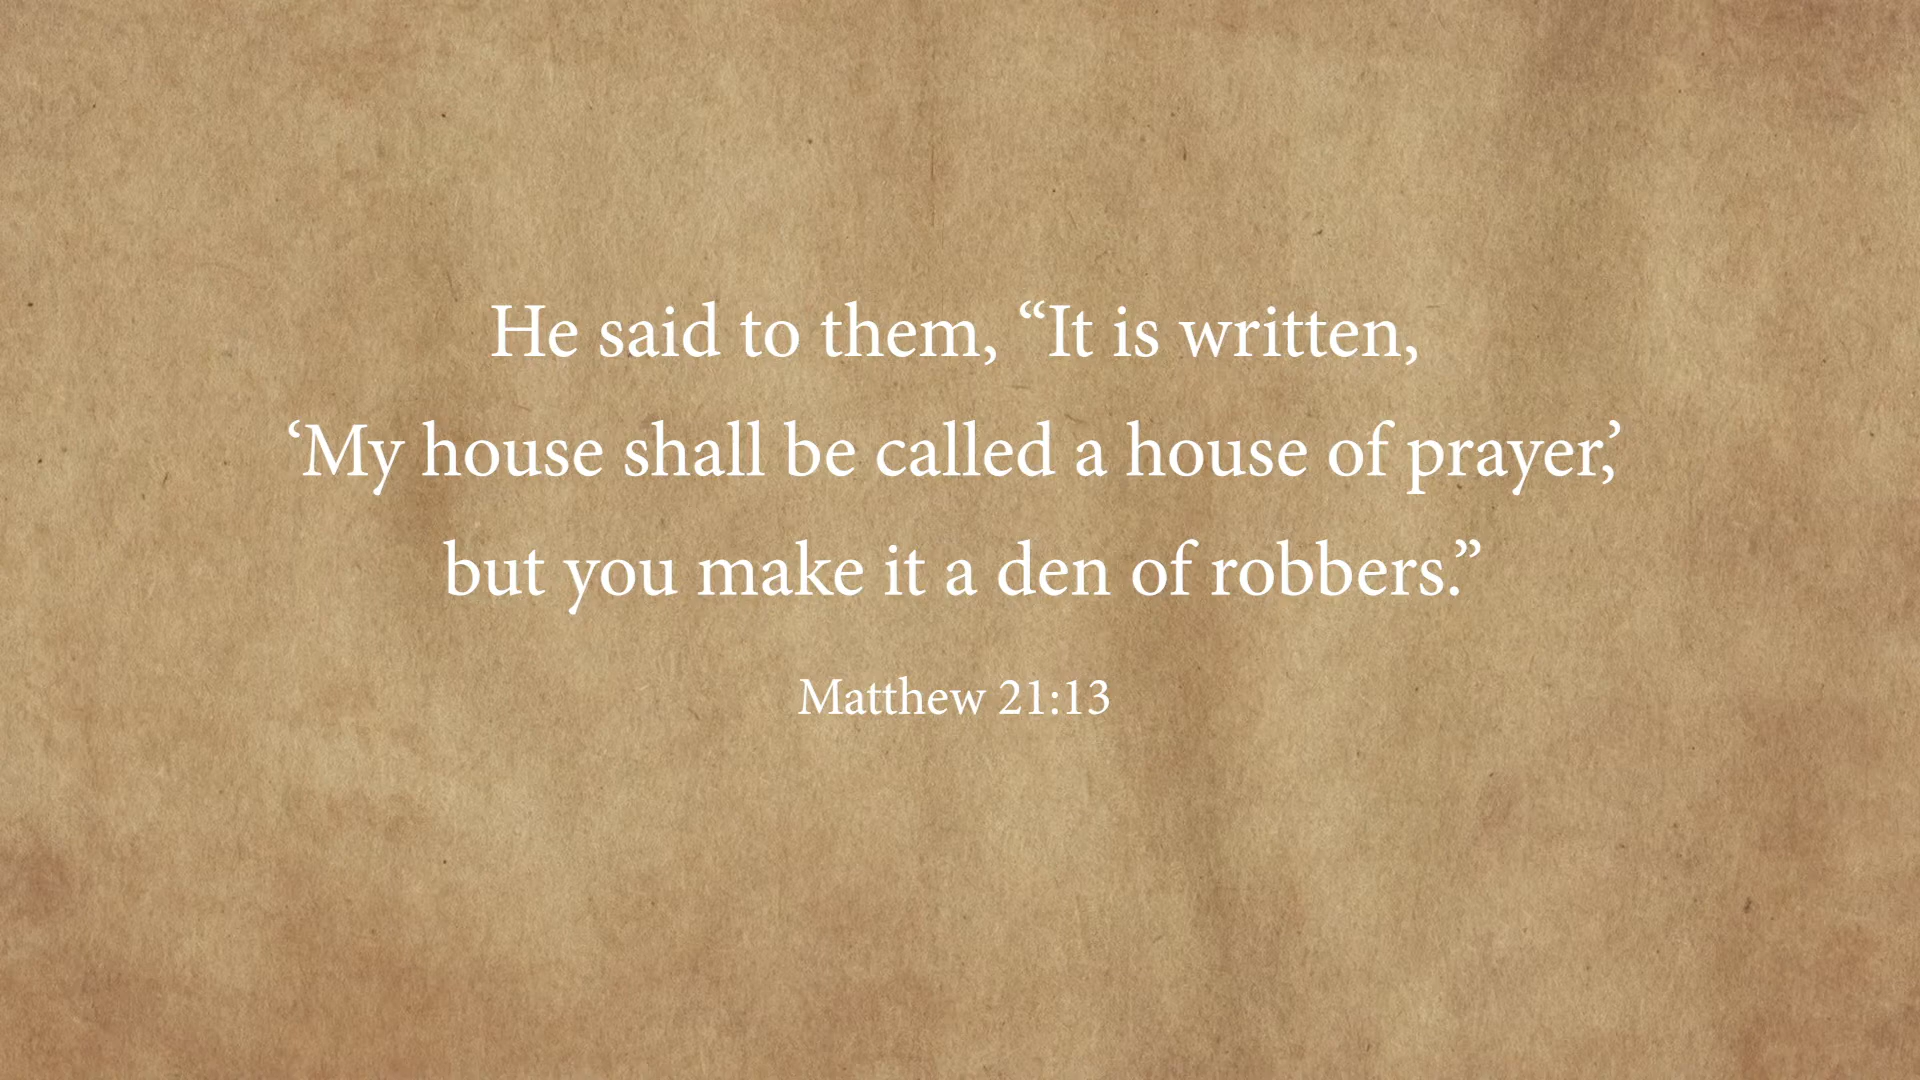 He said to them, “It is written,
‘My house shall be called a house of prayer,’
but you make it a den of robbers.”
Matthew 21:13